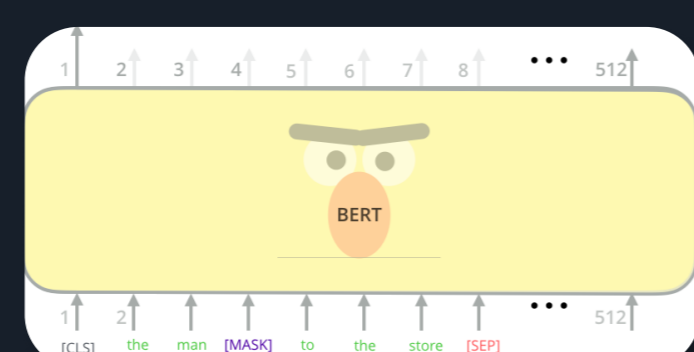 1 2 3 4 5 6 7 8 ••• 512
BERT
1 2 ••• 512
[CLS] the man [MASK] to the store [SEP]